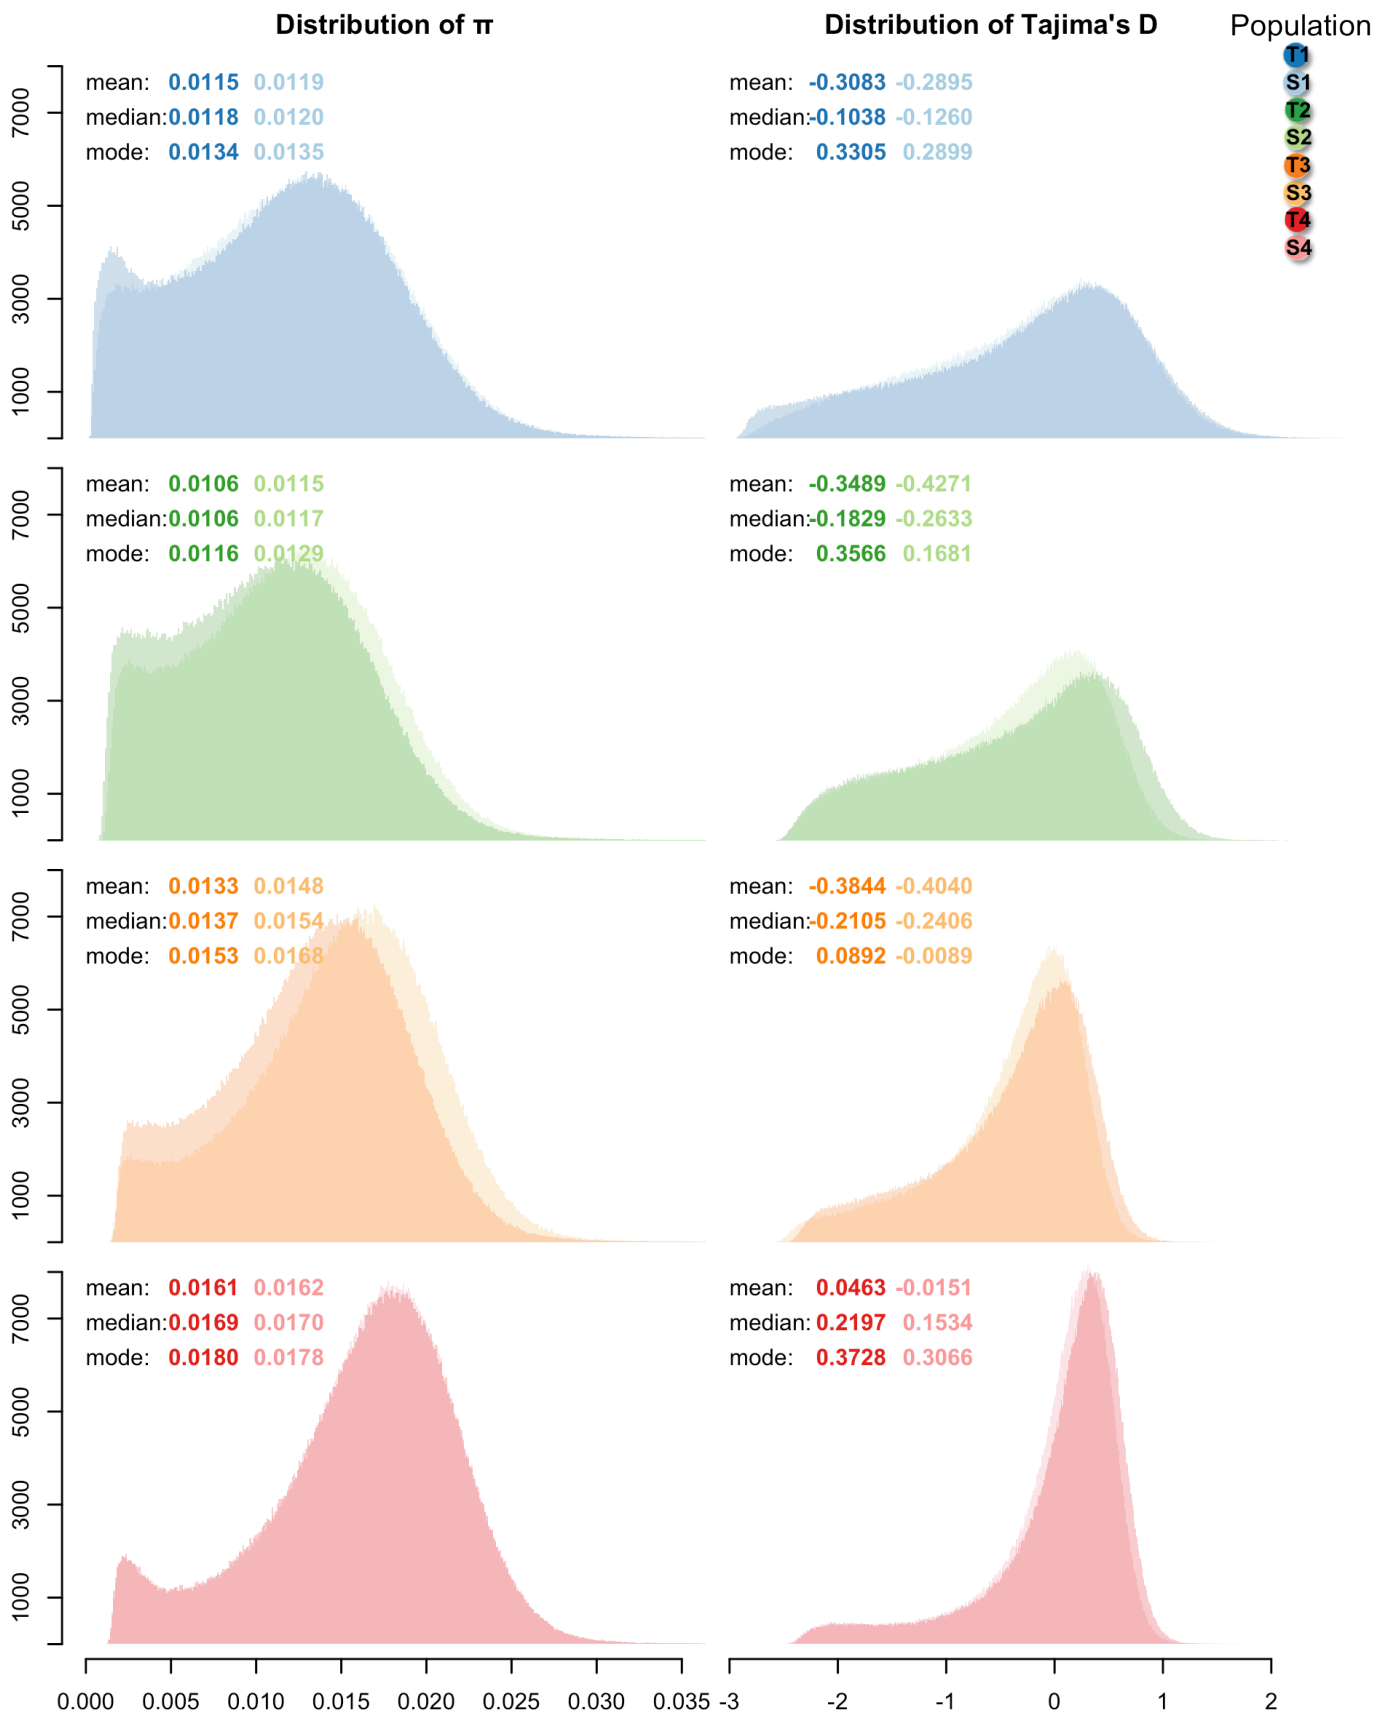 Distribution of π
Distribution of Tajima's D
Population
T1
S1
T2
S2
T3
S3
T4
S4
mean: 0.0115 0.0119
median: 0.0118 0.0120
mode: 0.0134 0.0135
mean: -0.3083 -0.2895
median: -0.1038 -0.1260
mode: 0.3305 0.2899
7000
5000
3000
1000
mean: 0.0106 0.0115
median: 0.0106 0.0117
mode: 0.0116 0.0129
mean: -0.3489 -0.4271
median: -0.1829 -0.2633
mode: 0.3566 0.1681
7000
5000
3000
1000
mean: 0.0133 0.0148
median: 0.0137 0.0154
mode: 0.0153 0.0168
mean: -0.3844 -0.4040
median: -0.2105 -0.2406
mode: 0.0892 -0.0089
7000
5000
3000
1000
mean: 0.0161 0.0162
median: 0.0169 0.0170
mode: 0.0180 0.0178
mean: 0.0463 -0.0151
median: 0.2197 0.1534
mode: 0.3728 0.3066
7000
5000
3000
1000
0.000 0.005 0.010 0.015 0.020 0.025 0.030 0.035
-3 -2 -1 0 1 2